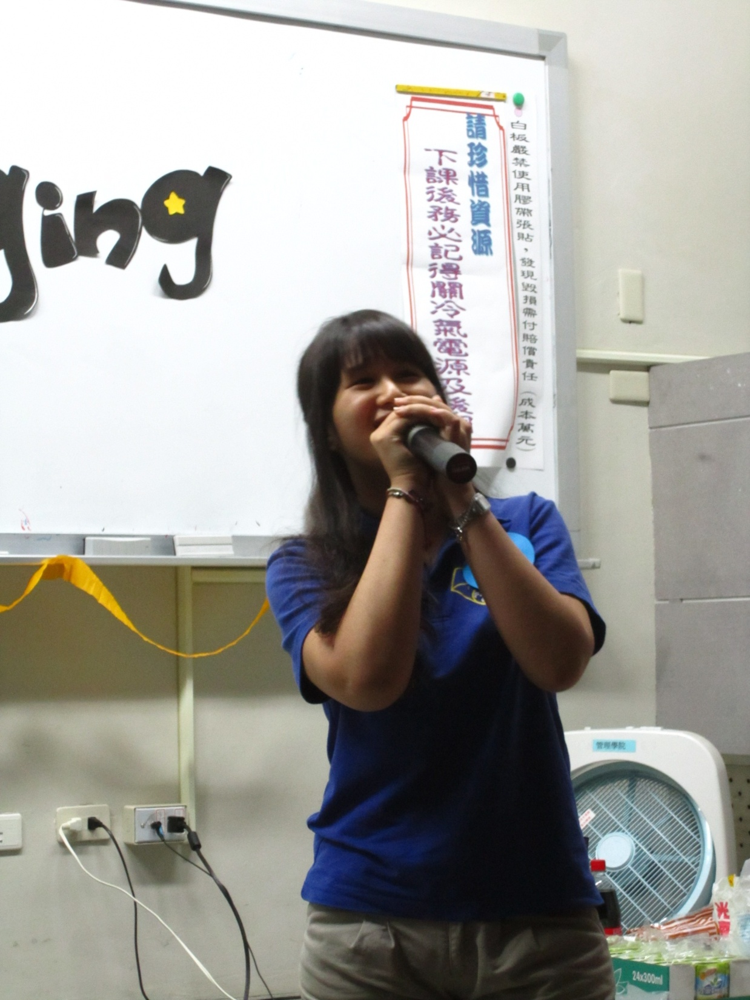 ging
請珍惜資源
下課後務必記得關冷氣電源及後
白板嚴禁使用膠帶張貼，發現毀損需付賠償責任（成本萬元）
管理學院
光
24x300ml